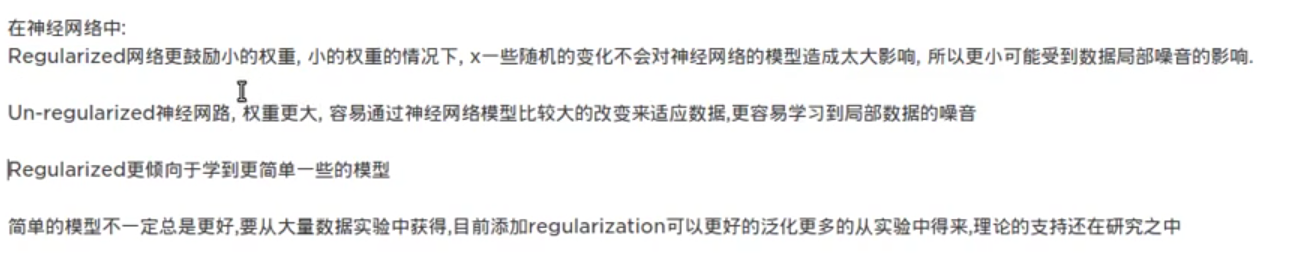 在神经网络中:
Regularized网络更鼓励小的权重, 小的权重的情况下, x一些随机的变化不会对神经网络的模型造成太大影响, 所以更小可能受到数据局部噪音的影响.
Un-regularized神经网路, 权重更大, 容易通过神经网络模型比较大的改变来适应数据,更容易学习到局部数据的噪音
Regularized更倾向于学到更简单一些的模型
简单的模型不一定总是更好,要从大量数据实验中获得,目前添加regularization可以更好的泛化更多的从实验中得来,理论的支持还在研究之中